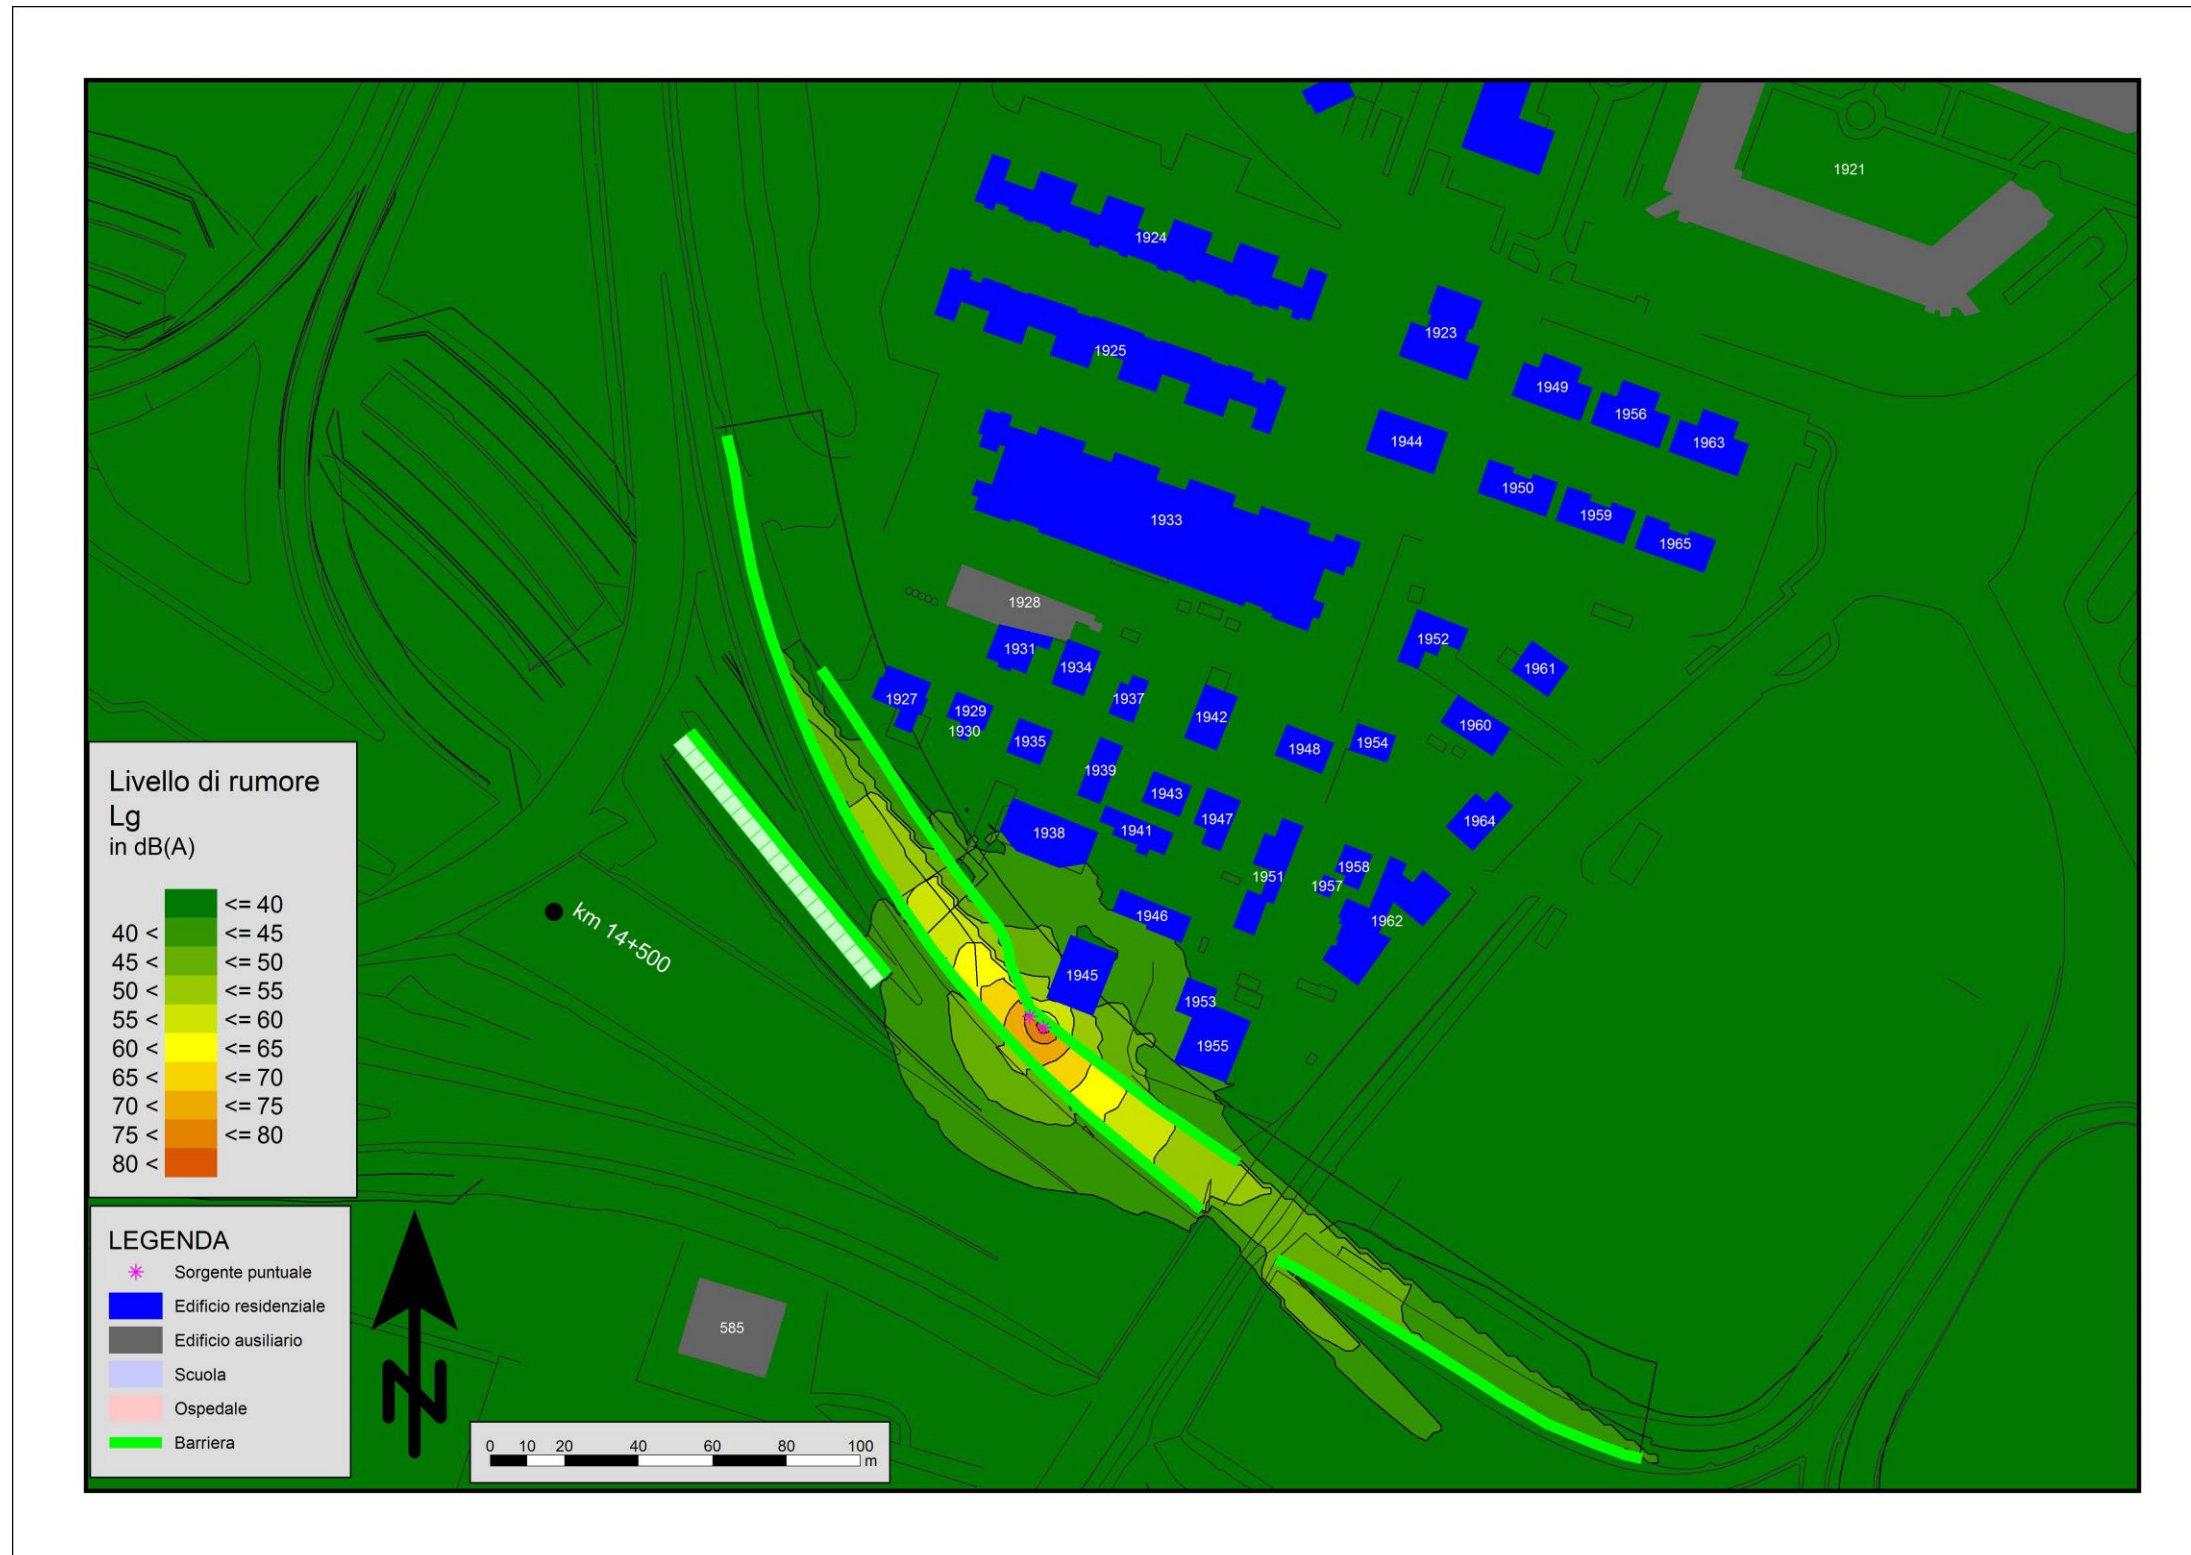 1921
1924
1923
1925
1949
1956
1944
1963
1950
1959
1933
1965
1928
1952
1931
1934
1961
1927
1937
1929
1942
1960
1930
1935
1948
1954
1939
1943
1947
1964
1938
1941
1958
1951
1957
1946
1962
km 14+500
1945
1953
1955
585
Livello di rumore
Lg
in dB(A)
<= 40
40 < <= 45
45 < <= 50
50 < <= 55
55 < <= 60
60 < <= 65
65 < <= 70
70 < <= 75
75 < <= 80
80 <
LEGENDA
Sorgente puntuale
Edificio residenziale
Edificio ausiliario
Scuola
Ospedale
Barriera
N
0 10 20 40 60 80 100
m